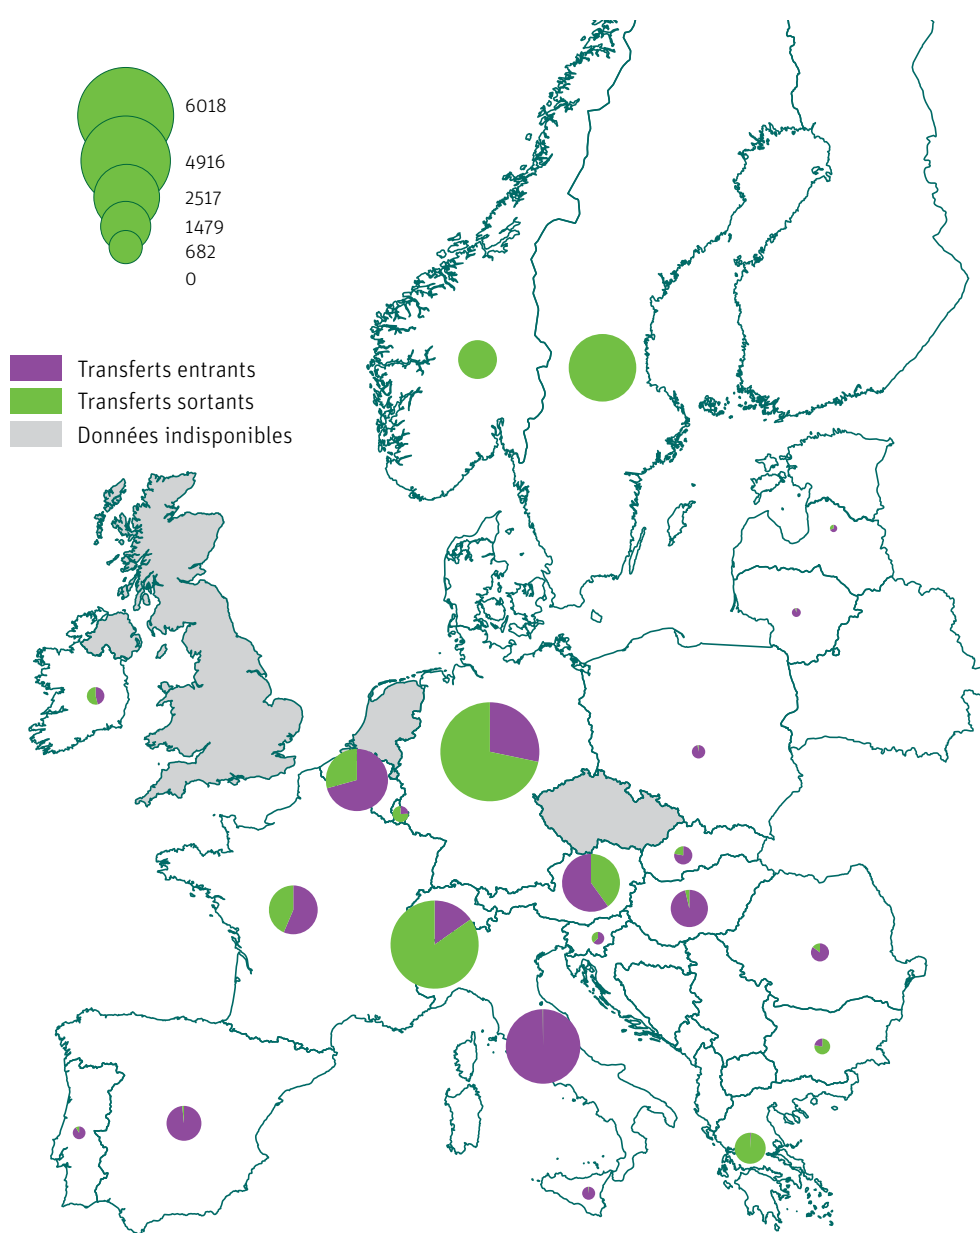 6018
4916
2517
1479
682
0
Transferts entrants
Transferts sortants
Données indisponibles